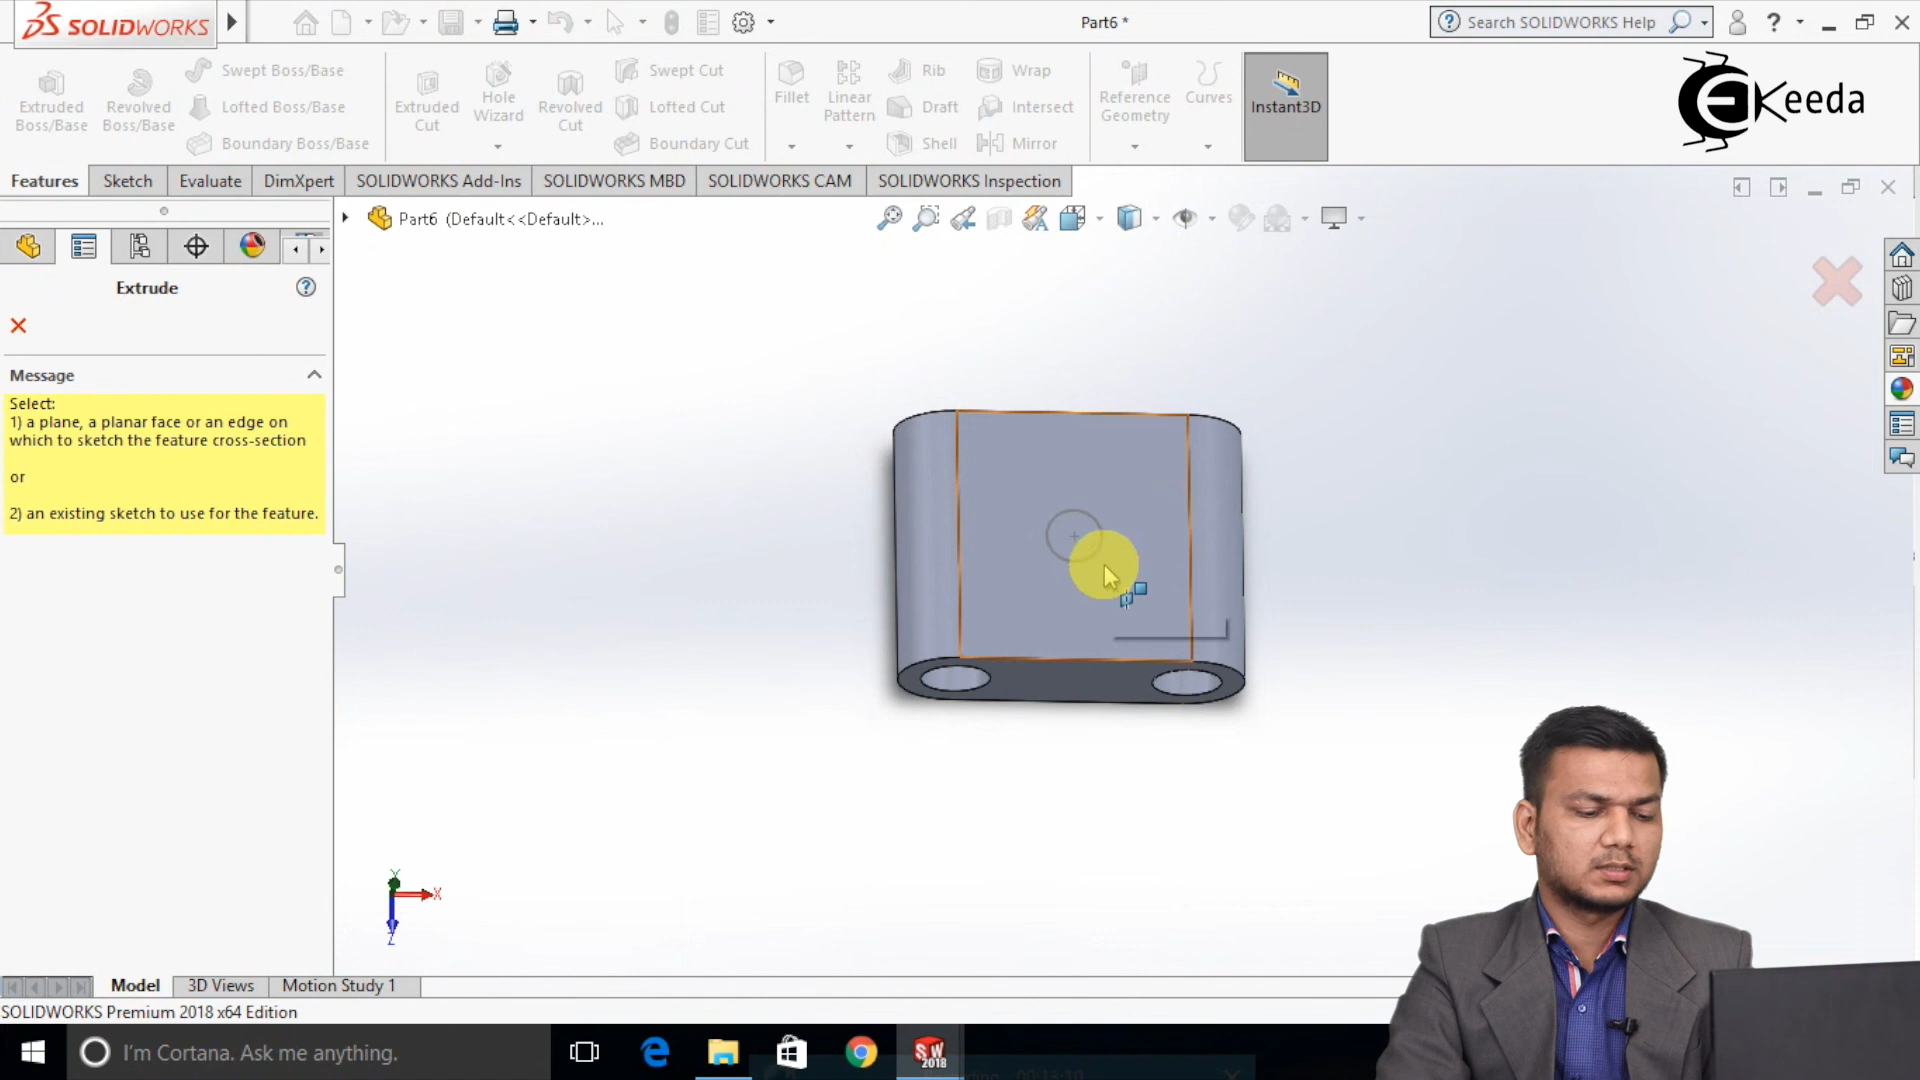 SOLIDWORKS
Part6 *
Search SOLIDWORKS Help
?
Extruded Boss/Base
Revolved Boss/Base
Swept Boss/Base
Lofted Boss/Base
Boundary Boss/Base
Extruded Cut
Hole Wizard
Revolved Cut
Swept Cut
Lofted Cut
Boundary Cut
Fillet
Linear Pattern
Rib
Draft
Shell
Wrap
Intersect
Mirror
Reference Geometry
Curves
Instant3D
EKeeda
Features
Sketch
Evaluate
DimXpert
SOLIDWORKS Add-Ins
SOLIDWORKS MBD
SOLIDWORKS CAM
SOLIDWORKS Inspection
Part6 (Default<<Default>...
Extrude
Message
Select:
1) a plane, a planar face or an edge on
which to sketch the feature cross-section
or
2) an existing sketch to use for the feature.
Y
X
Z
Model
3D Views
Motion Study 1
SOLIDWORKS Premium 2018 x64 Edition
I'm Cortana. Ask me anything.
SW
2018